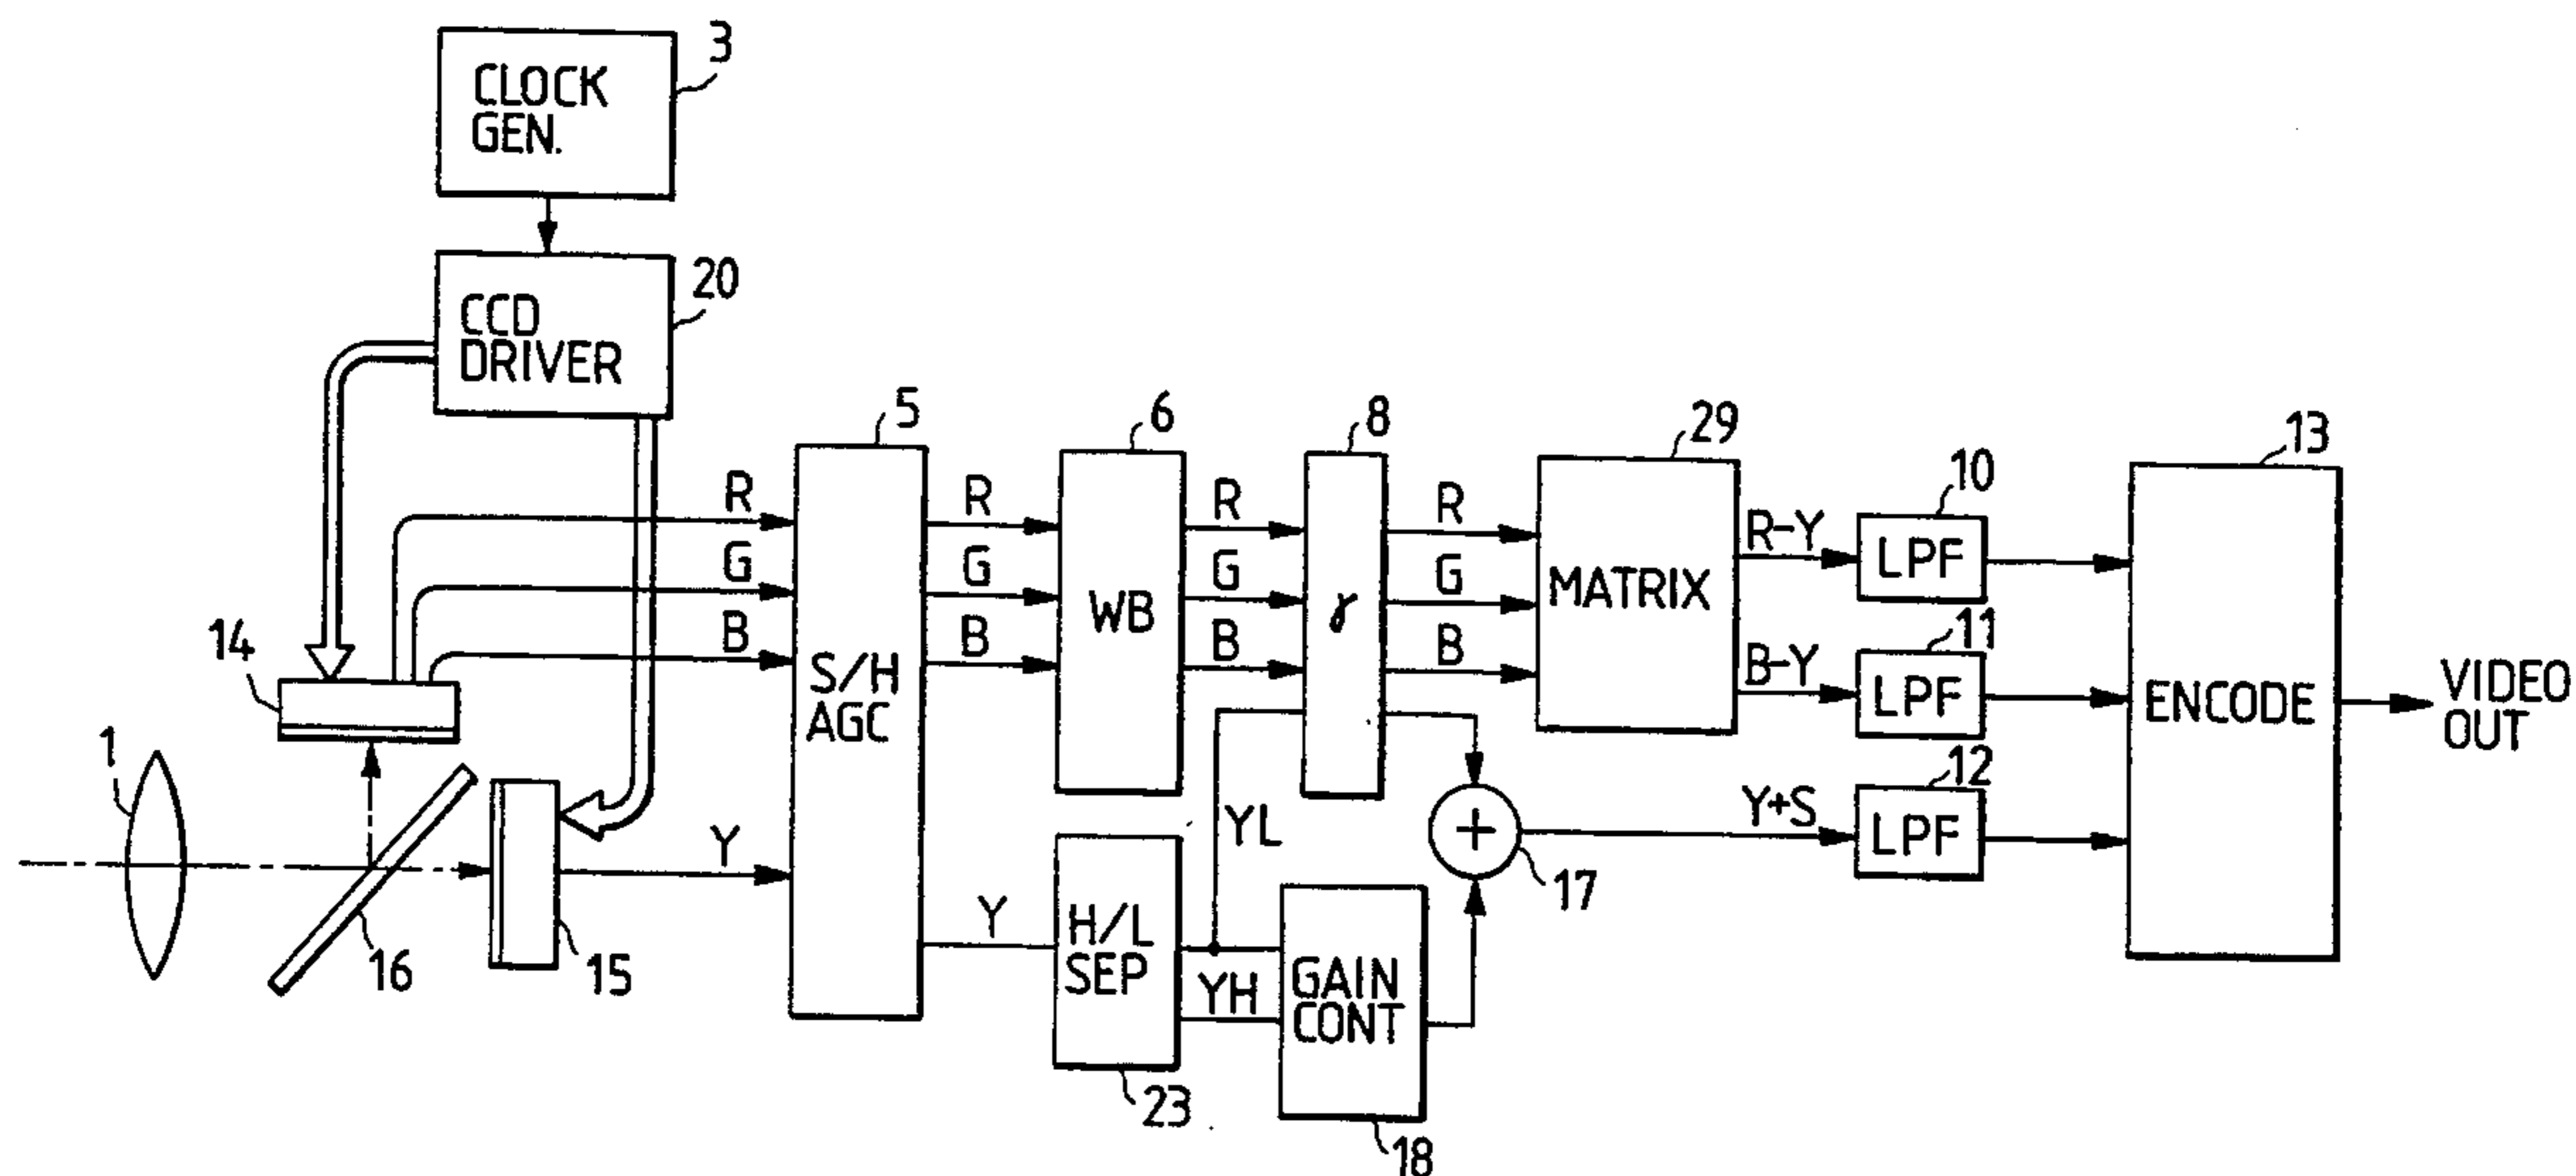 3
CLOCK
GEN.
20
CCD
DRIVER
5
6
8
29
13
R
R
R
R
10
G
G
G
G
R-Y
LPF
B
B
B
B
WB
γ
MATRIX
11
14
S/H
AGC
B-Y
LPF
ENCODE
VIDEO
OUT
1
12
YL
+
Y+S
LPF
Y
17
Y
H/L
SEP
YH
GAIN
CONT
16
15
23
18